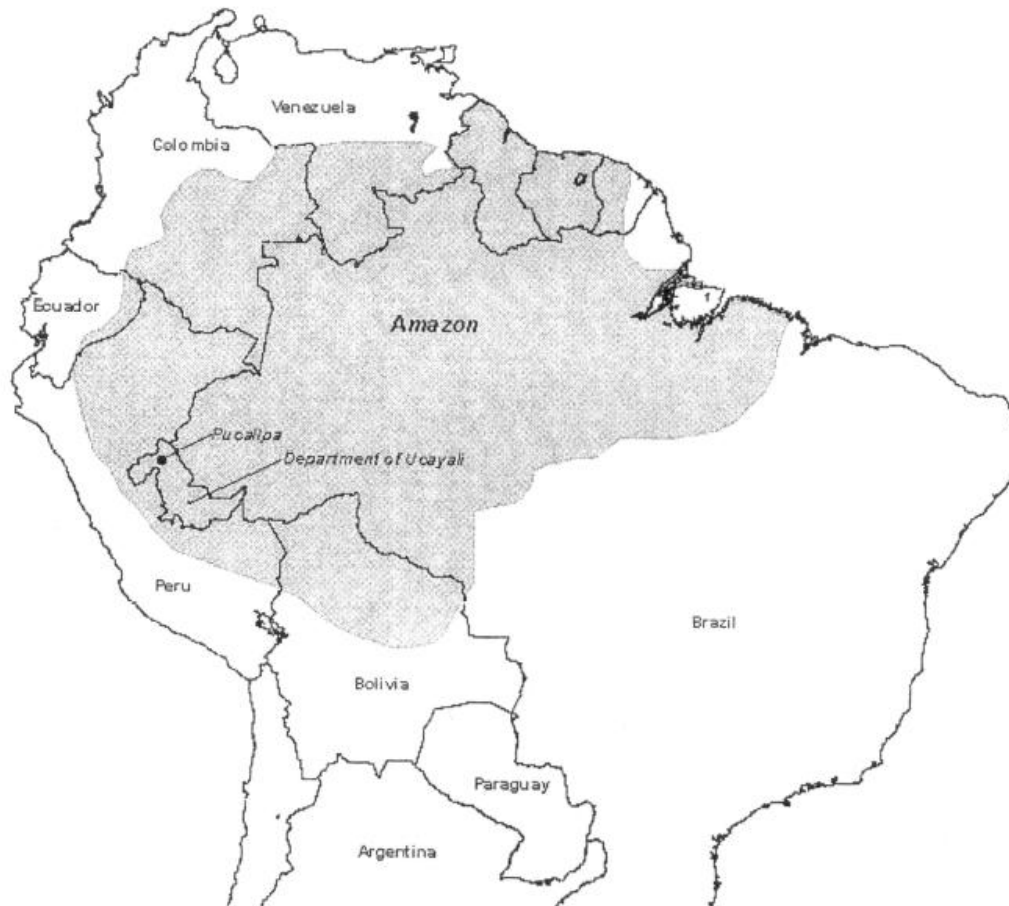 Venezuela
Colombia
Ecuador
Amazon
Pucallpa
Department of Ucayali
Peru
Brazil
Bolivia
Paraguay
Argentina